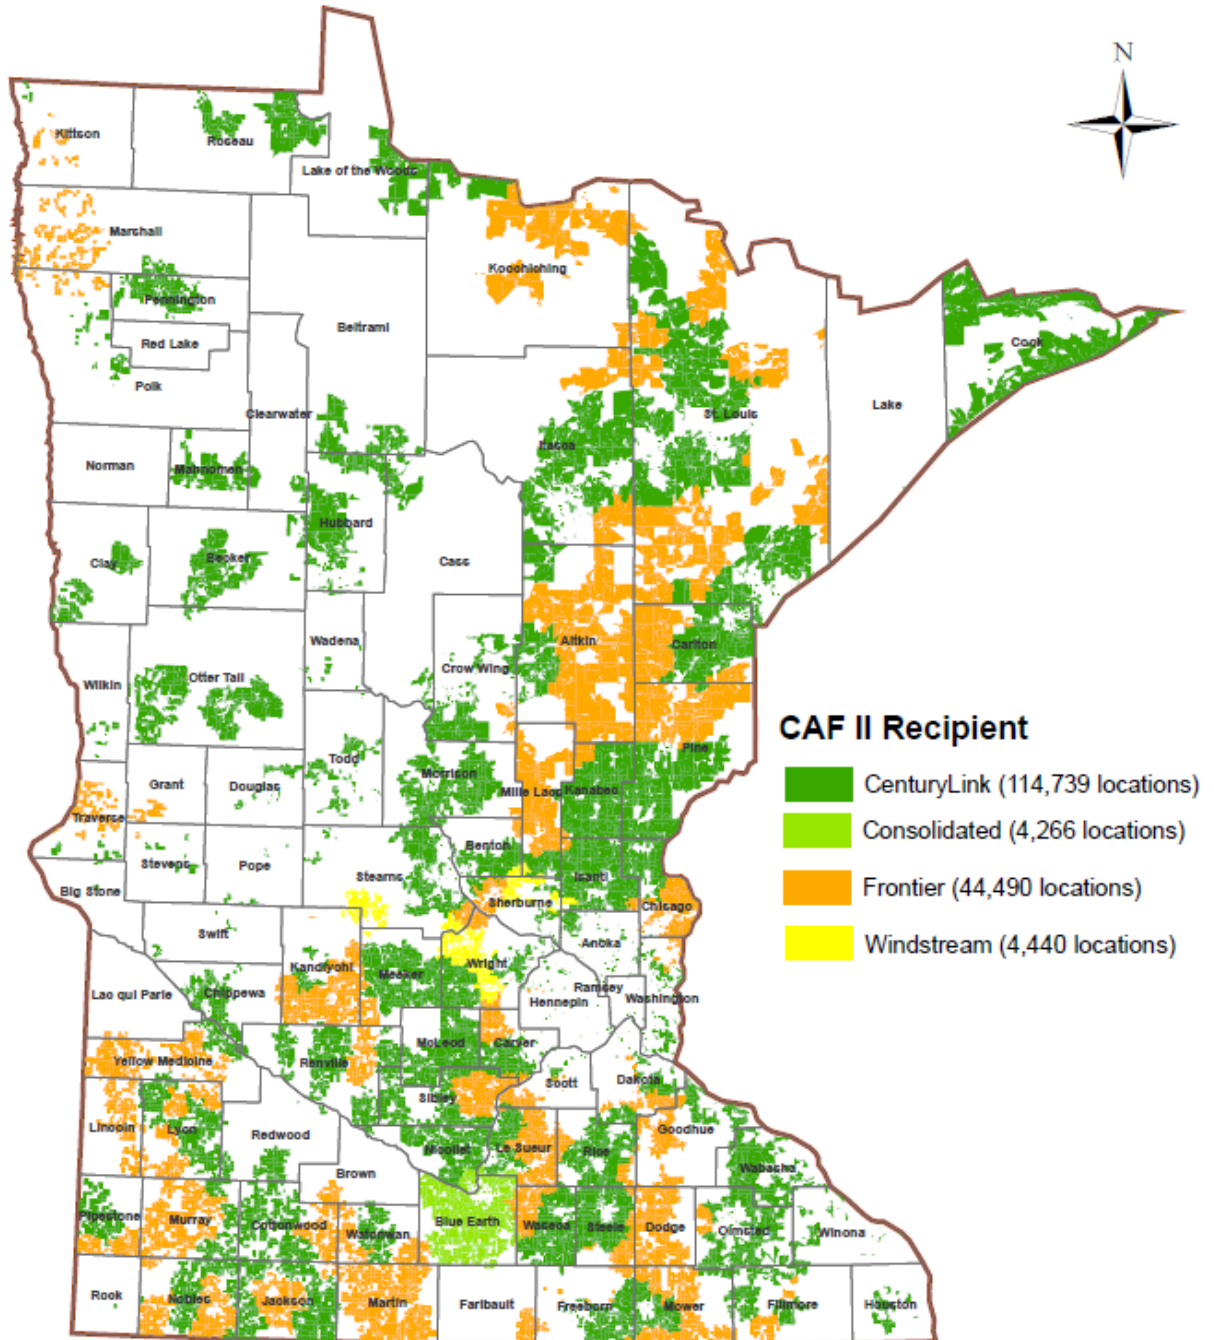 N
Kittson
Roseau
Lake of the Woods
Marshall
Koochiching
Pennington
Beltrami
Red Lake
Cook
Polk
Lake
Clearwater
St. Louis
Itasca
Norman
Mahnomen
Hubbard
Clay
Becker
Cass
Wadena
Aitkin
Carlton
Crow Wing
Otter Tail
Wilkin
CAF II Recipient
Pine
Todd
Morrison
CenturyLink (114,739 locations)
Grant
Douglas
Mille Lacs
Kanabec
Traverse
Consolidated (4,266 locations)
Benton
Stevens
Pope
Stearns
Isanti
Big Stone
Frontier (44,490 locations)
Sherburne
Chisago
Swift
Anoka
Windstream (4,440 locations)
Kandiyohi
Wright
Meeker
Ramsey
Lac qui Parle
Chippewa
Hennepin
Washington
McLeod
Carver
Yellow Medicine
Renville
Scott
Dakota
Sibley
Lincoln
Lyon
Redwood
Goodhue
Nicollet
Le Sueur
Rice
Brown
Wabasha
Pipestone
Murray
Cottonwood
Watonwan
Blue Earth
Waseca
Steele
Dodge
Olmsted
Winona
Rock
Nobles
Jackson
Martin
Faribault
Freeborn
Mower
Fillmore
Houston